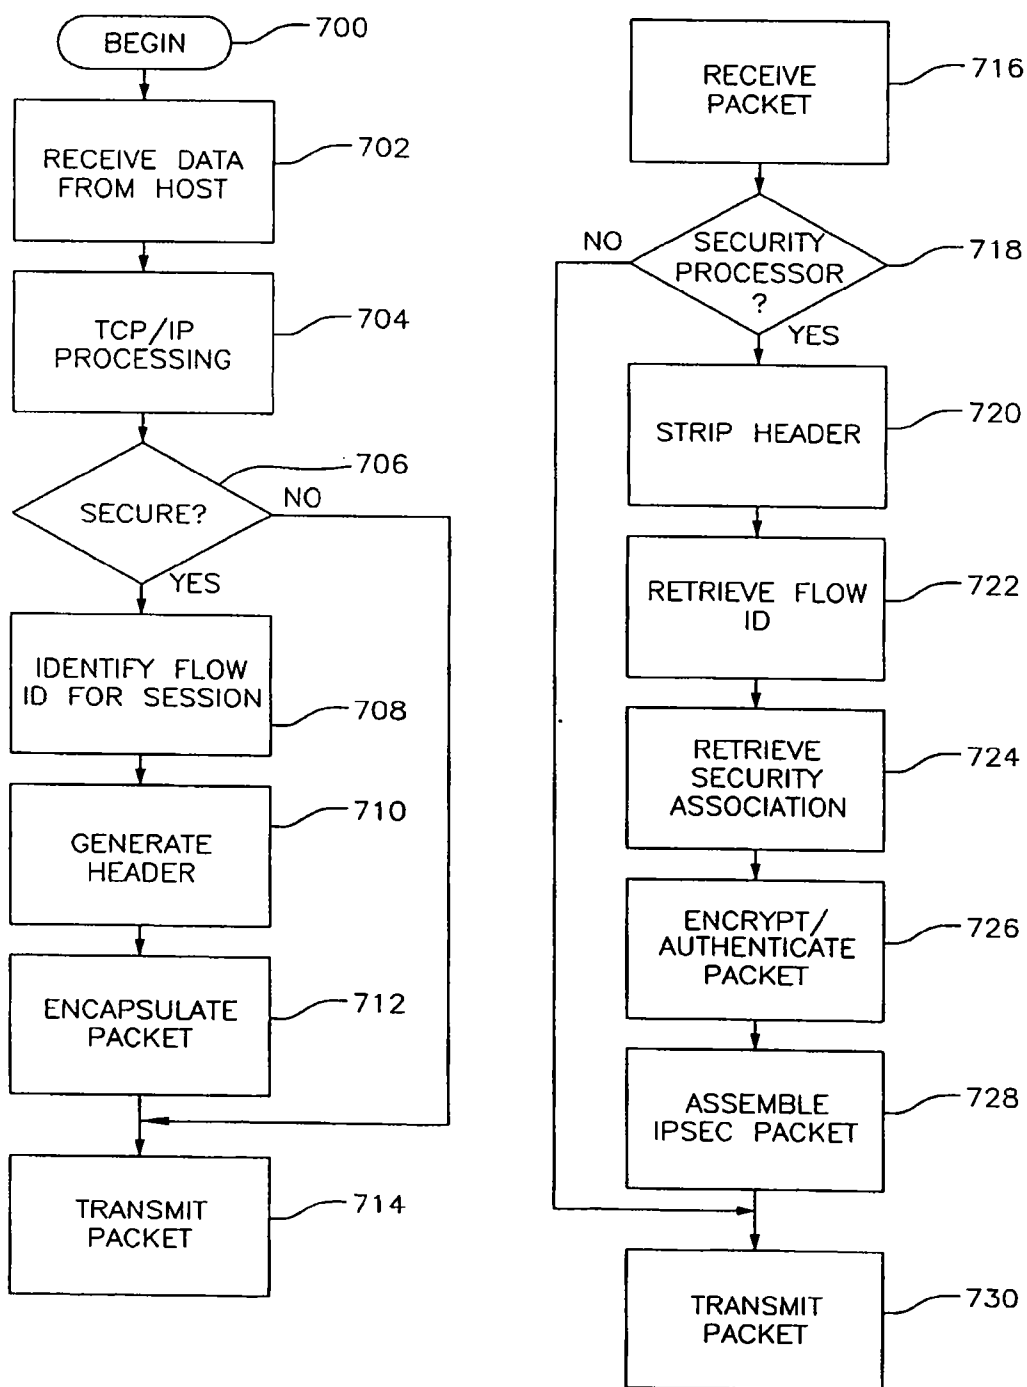 BEGIN
700
RECEIVE DATA
FROM HOST
702
TCP/IP
PROCESSING
704
SECURE?
706
NO
YES
IDENTIFY FLOW
ID FOR SESSION
708
GENERATE
HEADER
710
ENCAPSULATE
PACKET
712
TRANSMIT
PACKET
714
RECEIVE
PACKET
716
NO
SECURITY
PROCESSOR
?
718
YES
STRIP HEADER
720
RETRIEVE FLOW
ID
722
RETRIEVE
SECURITY
ASSOCIATION
724
ENCRYPT/
AUTHENTICATE
PACKET
726
ASSEMBLE
IPSEC PACKET
728
TRANSMIT
PACKET
730